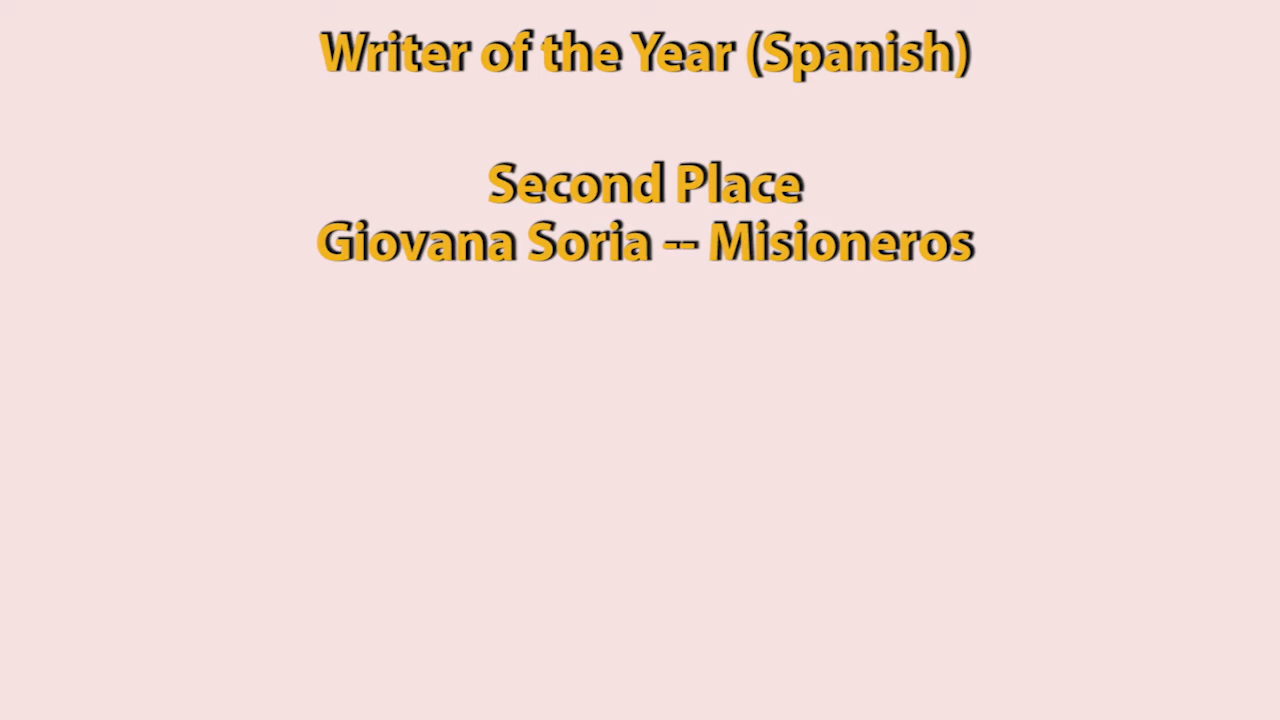 Writer of the Year (Spanish)
Second Place
Giovana Soria -- Misioneros